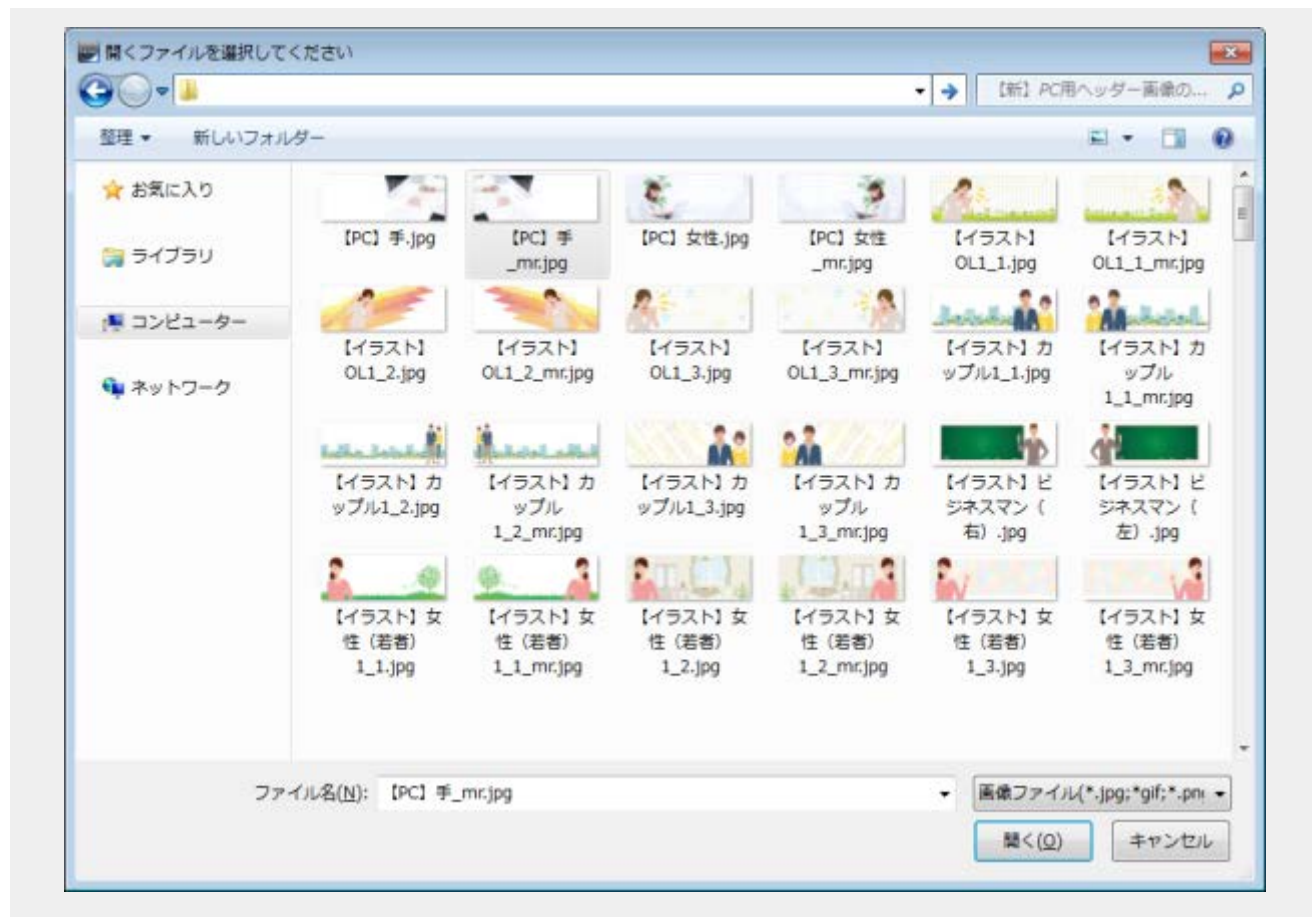 開くファイルを選択してください
【新】PC用ヘッダー画像の...
整理 新しいフォルダー
お気に入り
ライブラリ
コンピューター
ネットワーク
【PC】手.jpg
【PC】手
_mr.jpg
【PC】女性.jpg
【PC】女性
_mr.jpg
【イラスト】
OL1_1.jpg
【イラスト】
OL1_1_mr.jpg
【イラスト】
OL1_2.jpg
【イラスト】
OL1_2_mr.jpg
【イラスト】
OL1_3.jpg
【イラスト】
OL1_3_mr.jpg
【イラスト】カ
ップル1_1.jpg
【イラスト】カ
ップル
1_1_mr.jpg
【イラスト】カ
ップル1_2.jpg
【イラスト】カ
ップル
1_2_mr.jpg
【イラスト】カ
ップル1_3.jpg
【イラスト】カ
ップル
1_3_mr.jpg
【イラスト】ビ
ジネスマン（
右）.jpg
【イラスト】ビ
ジネスマン（
左）.jpg
【イラスト】女
性（若者）
1_1.jpg
【イラスト】女
性（若者）
1_1_mr.jpg
【イラスト】女
性（若者）
1_2.jpg
【イラスト】女
性（若者）
1_2_mr.jpg
【イラスト】女
性（若者）
1_3.jpg
【イラスト】女
性（若者）
1_3_mr.jpg
ファイル名(N): 【PC】手_mr.jpg
画像ファイル(*.jpg;*gif;*.pn
開く(O) キャンセル